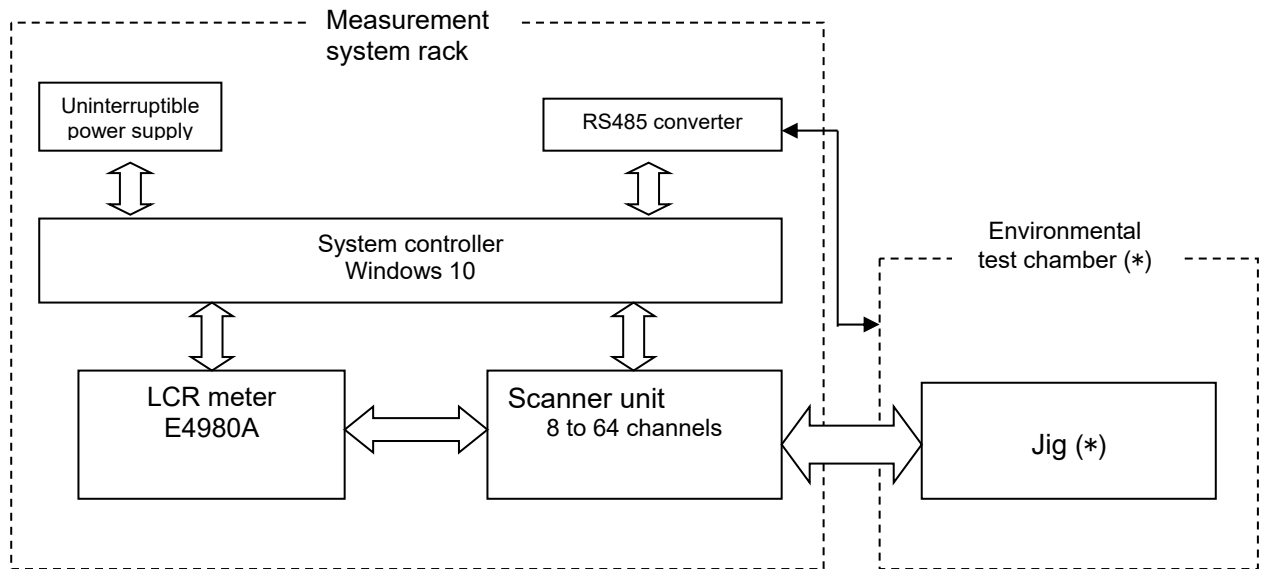 Measurement
system rack
Uninterruptible
power supply
RS485 converter
System controller
Windows 10
Environmental
test chamber (*)
LCR meter
E4980A
Scanner unit
8 to 64 channels
Jig (*)